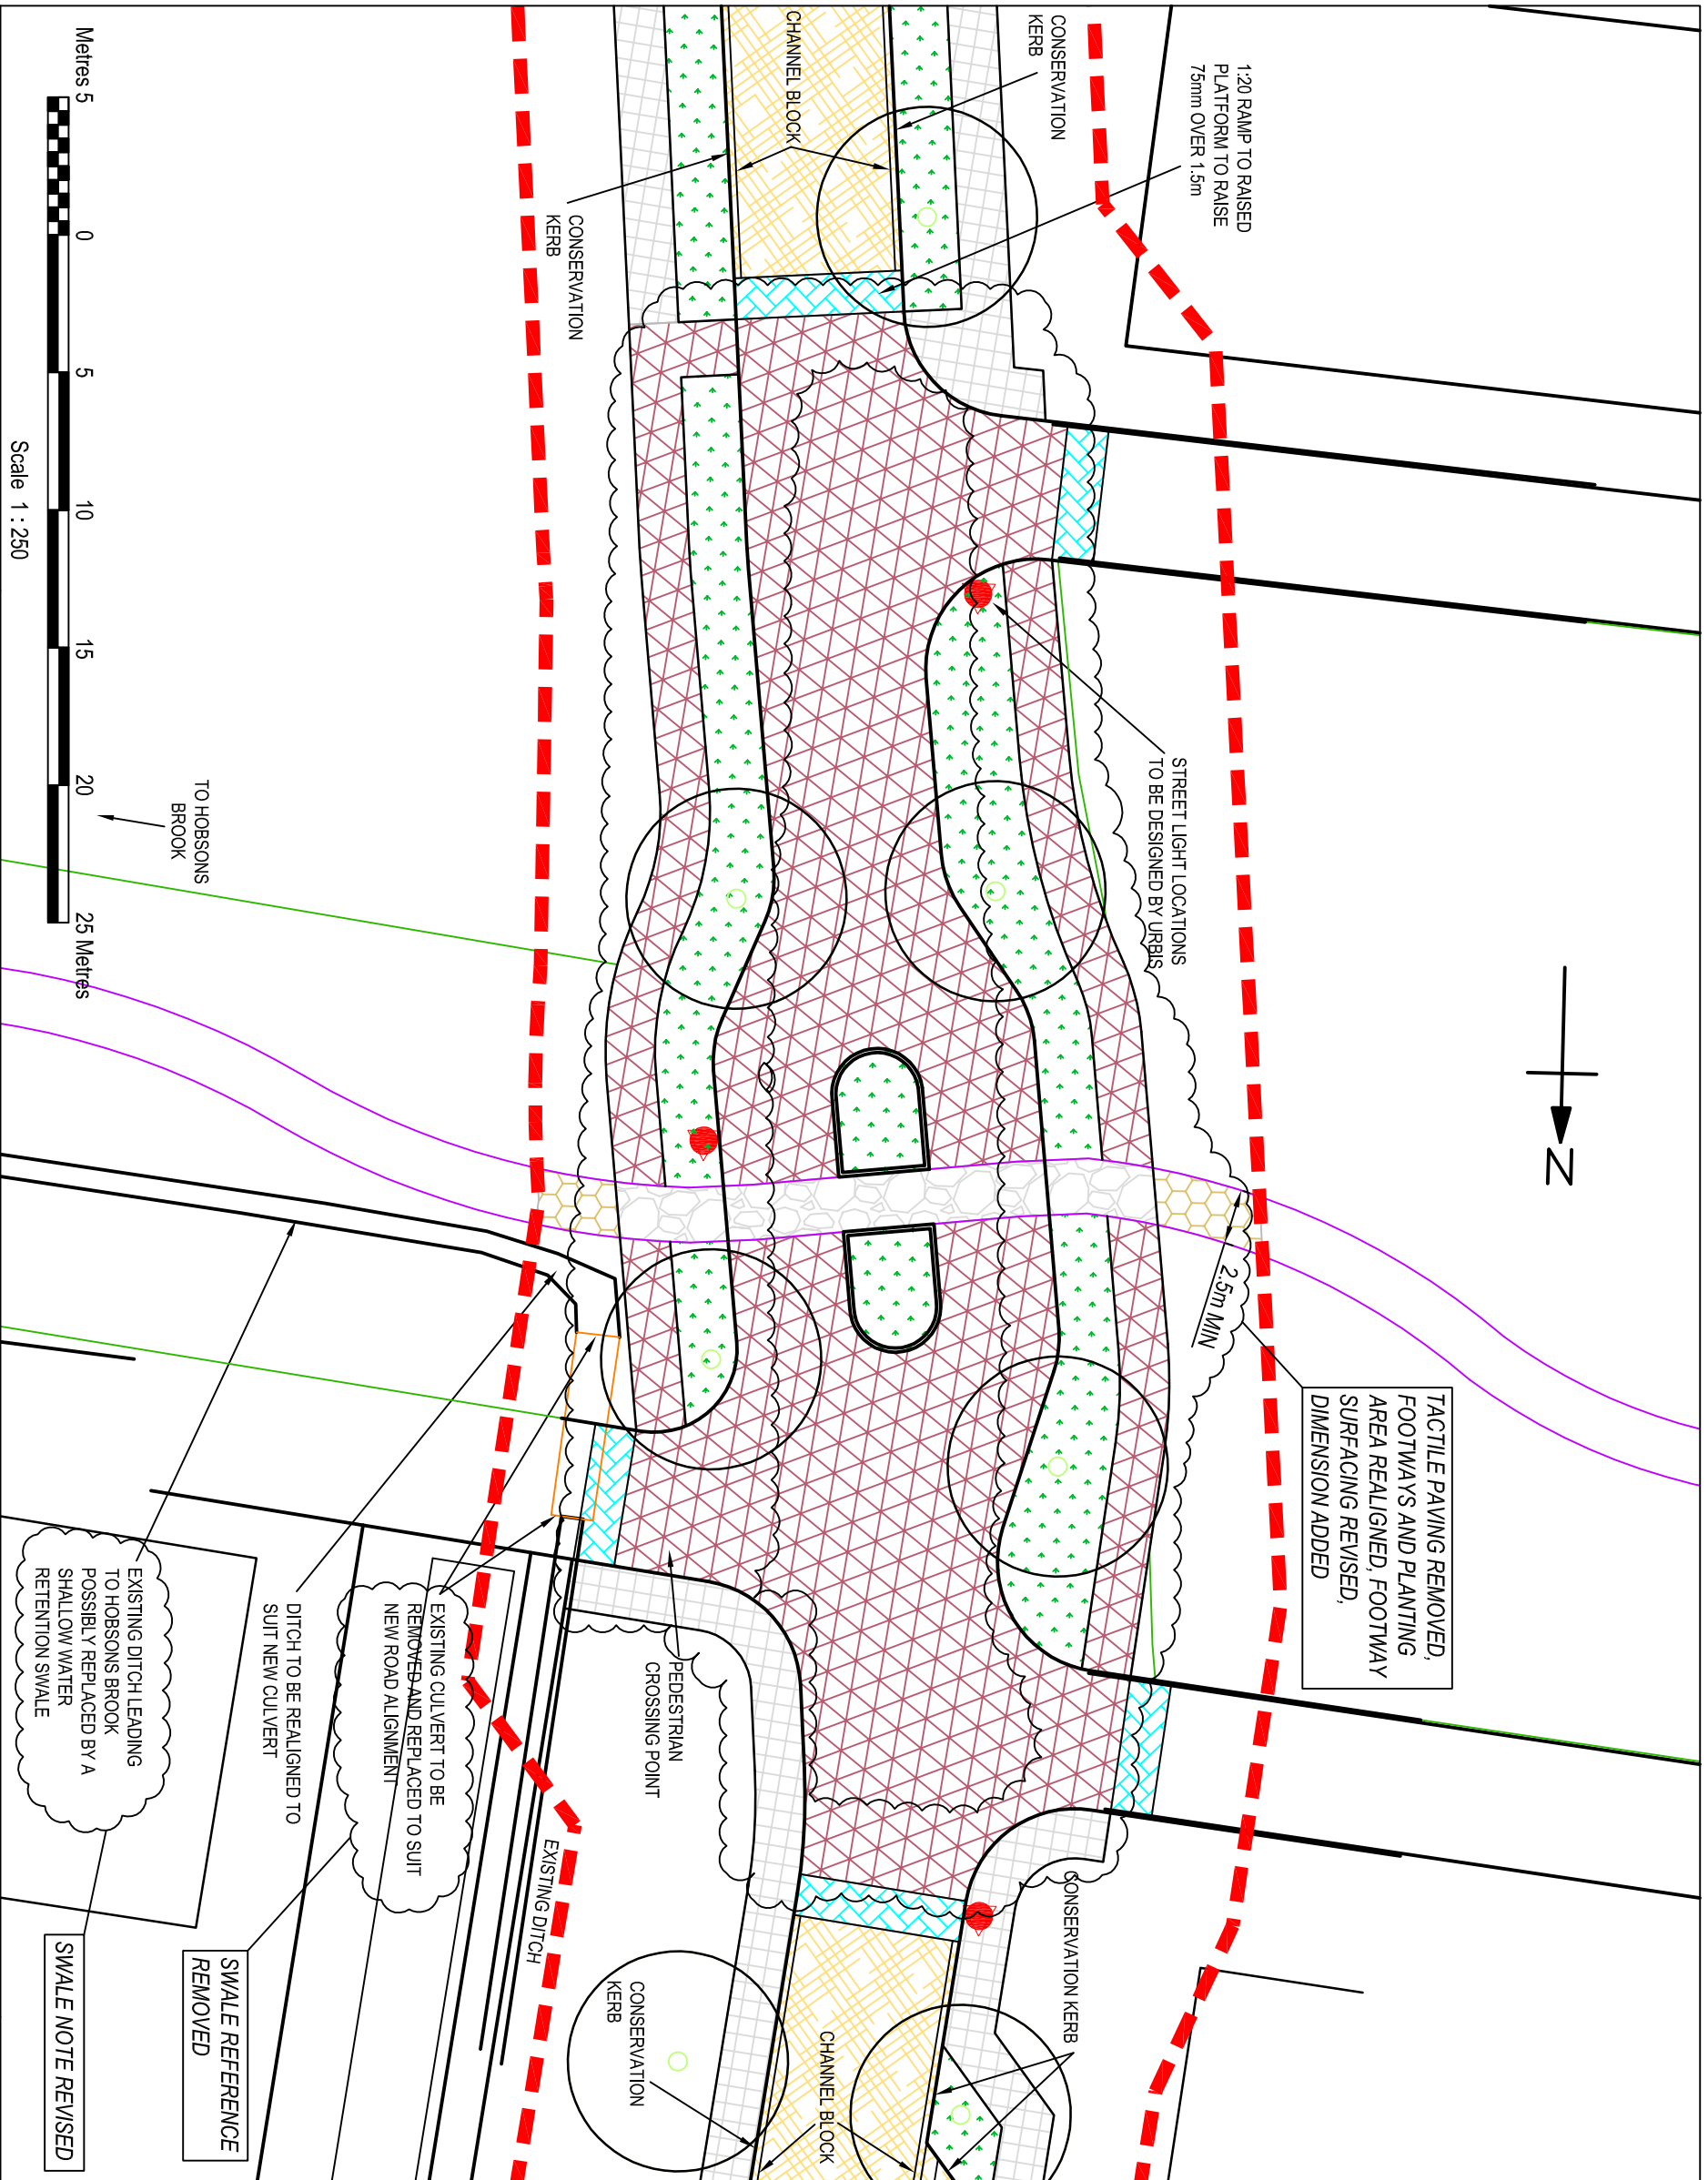 1:20 RAMP TO RAISED
PLATFORM TO RAISE
75mm OVER 1.5m
CONSERVATION
KERB
CHANNEL BLOCK
CONSERVATION
KERB
STREET LIGHT LOCATIONS
TO BE DESIGNED BY URBIS
N
2.5m MIN
TACTILE PAVING REMOVED,
FOOTWAYS AND PLANTING
AREA REALIGNED, FOOTWAY
SURFACING REVISED,
DIMENSION ADDED
CONSERVATION KERB
CHANNEL BLOCK
CONSERVATION
KERB
PEDESTRIAN
CROSSING POINT
EXISTING DITCH
EXISTING CULVERT TO BE
REMOVED AND REPLACED TO SUIT
NEW ROAD ALIGNMENT
DITCH TO BE REALIGNED TO
SUIT NEW CULVERT
EXISTING DITCH LEADING
TO HOBSONS BROOK
POSSIBLY REPLACED BY A
SHALLOW WATER
RETENTION SWALE
SWALE REFERENCE
REMOVED
SWALE NOTE REVISED
TO HOBSONS
BROOK
Metres 5 0 5 10 15 20 25 Metres
Scale 1 : 250